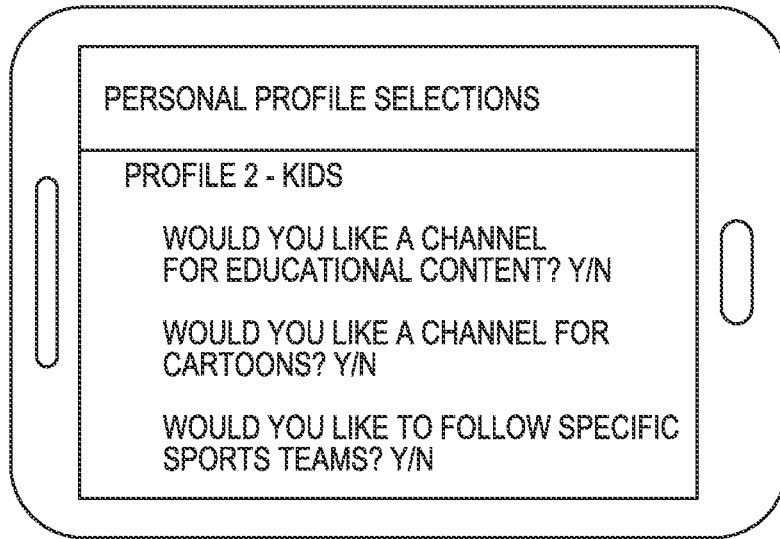 PERSONAL PROFILE SELECTIONS
PROFILE 2 - KIDS
WOULD YOU LIKE A CHANNEL
FOR EDUCATIONAL CONTENT? Y/N
WOULD YOU LIKE A CHANNEL FOR
CARTOONS? Y/N
WOULD YOU LIKE TO FOLLOW SPECIFIC
SPORTS TEAMS? Y/N